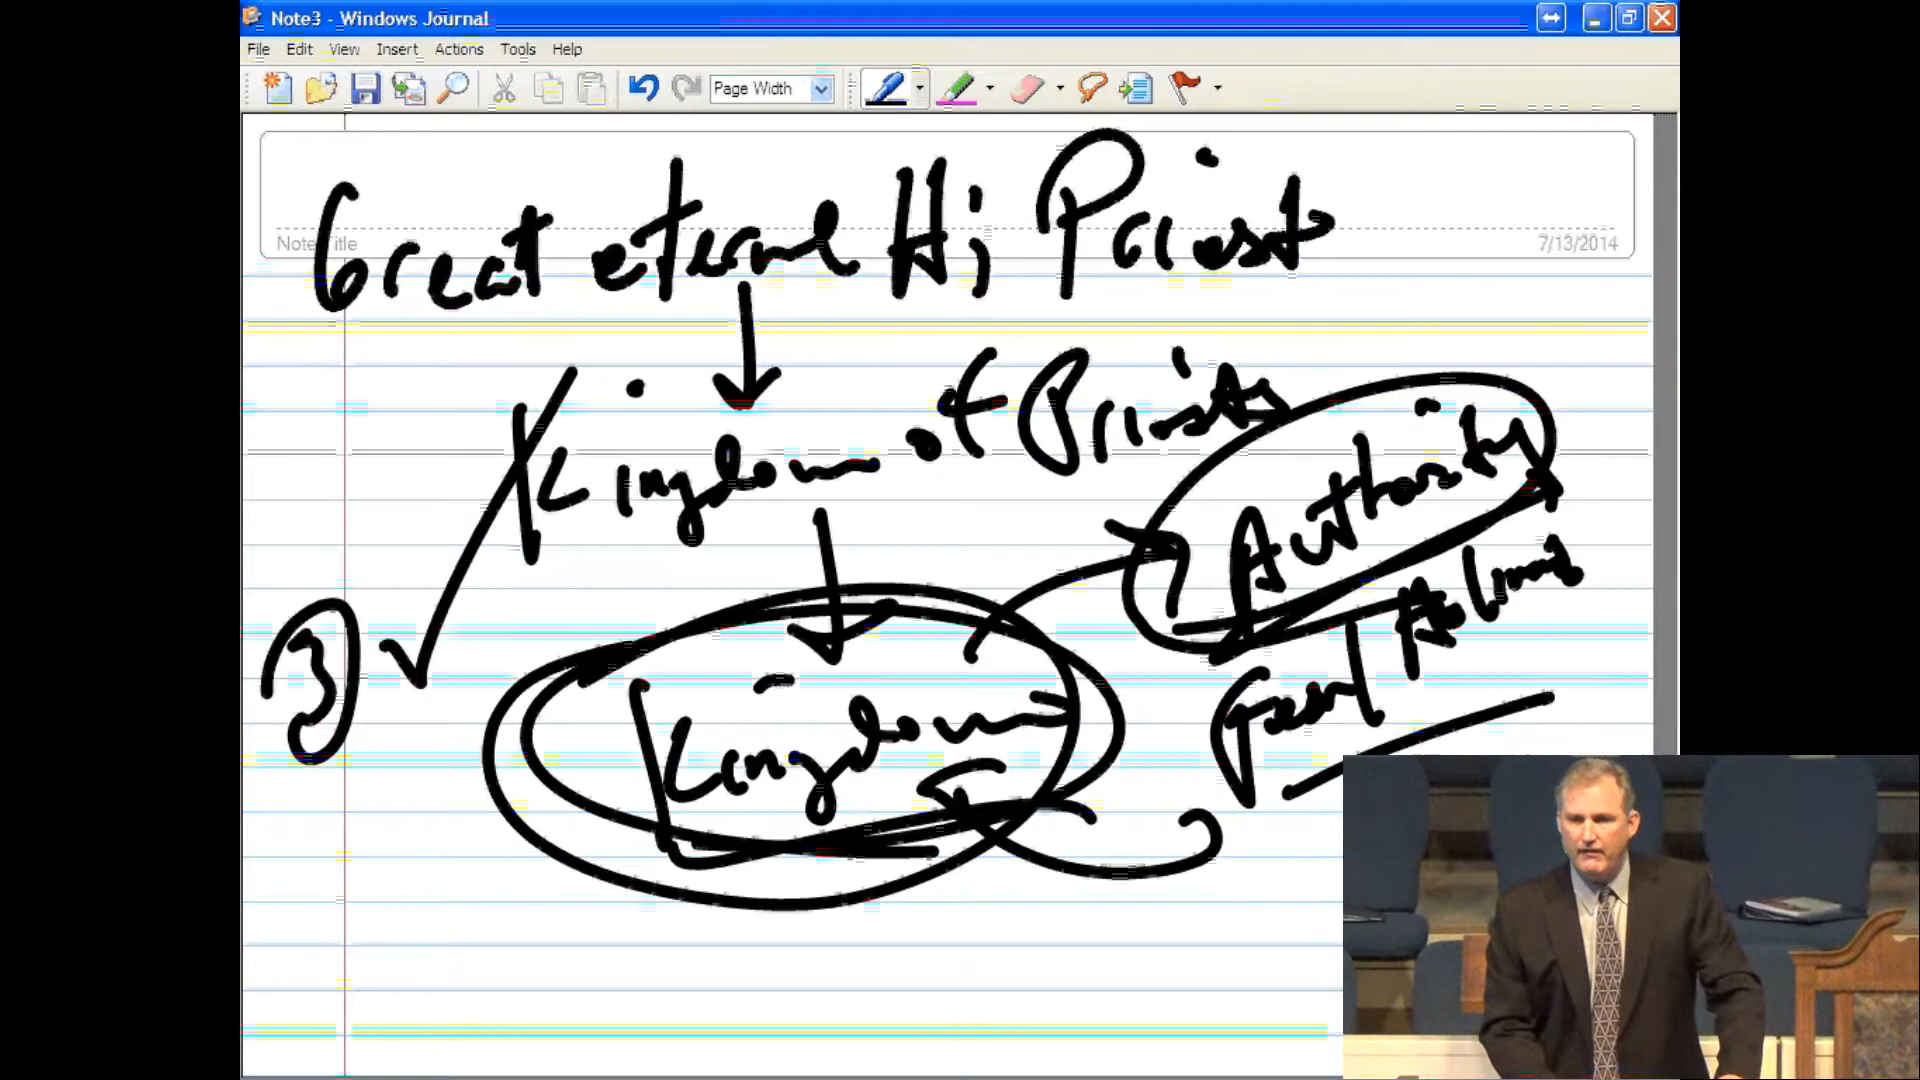 Note3 - Windows Journal
File Edit View Insert Actions Tools Help
Page Width
Note Title
7/13/2014
Great eternal Hi Priest
Kingdom of Priests
Authority
3
Kingdom